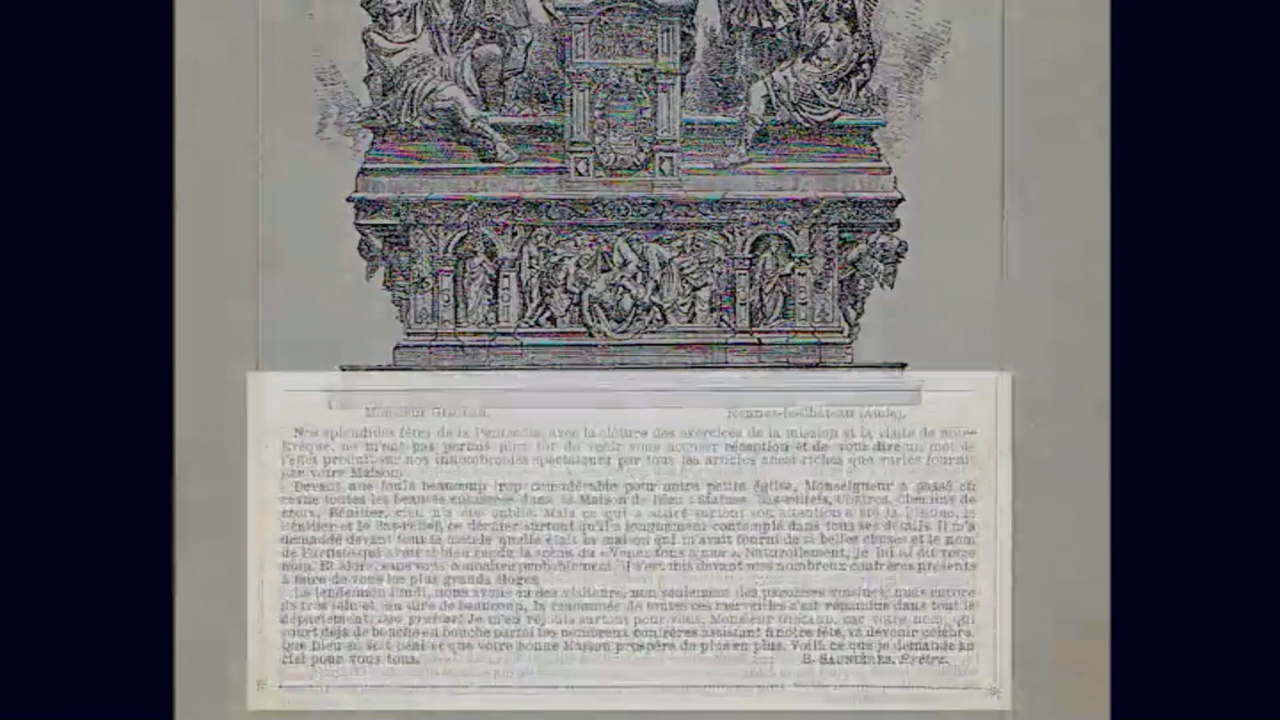 Monsieur Giscard, Rennes-le-Château (Aude).
Nos splendides fêtes de la Pentecôte, avec la clôture des exercices de la mission et la visite de notre
Évêque, ne m'ont pas permis plus tôt de venir vous accuser réception et de vous dire un mot de
l'effet produit sur nos innombrables spectateurs par tous les articles aussi riches que variés fournis
par votre Maison.
Devant une foule beaucoup trop considérable pour notre petite église, Monseigneur a passé en
revue toutes les beautés entassées dans la Maison de Dieu : Statues, Bas-reliefs, Chemins de
croix, Bénitier, rien n'a été oublié. Mais ce qui a attiré surtout son attention a été la le
Bénitier et le Bas-relief, ce dernier surtout qu'il a longuement contemplé dans tous ses détails. Il m'a
demandé devant tout le monde quelle était la maison qui m'avait fourni de si belles choses et le nom
de l'artiste qui avait si bien rendu la scène du « Venez tous à moi ». Naturellement, je lui ai dit votre
nom. Et alors, sans vous connaître probablement, il s'est mis devant mes nombreux confrères présents
à faire de vous les plus grands éloges.
Le lendemain lundi, nous avons eu des visiteurs, non seulement des paroisses voisines, mais encore
de très loin et, au dire de beaucoup, la renommée de toutes ces merveilles s'est répandue dans tout le
département. Je m'en réjouis surtout pour vous, Monsieur Giscard, car votre nom, qui
court déjà de bouche en bouche parmi les nombreux confrères assistant à notre fête, va devenir célèbre.
Que Dieu en soit béni et que votre bonne Maison prospère de plus en plus. Voilà ce que je demande au
ciel pour vous tous. B. SAUNIÈRES, Prêtre.